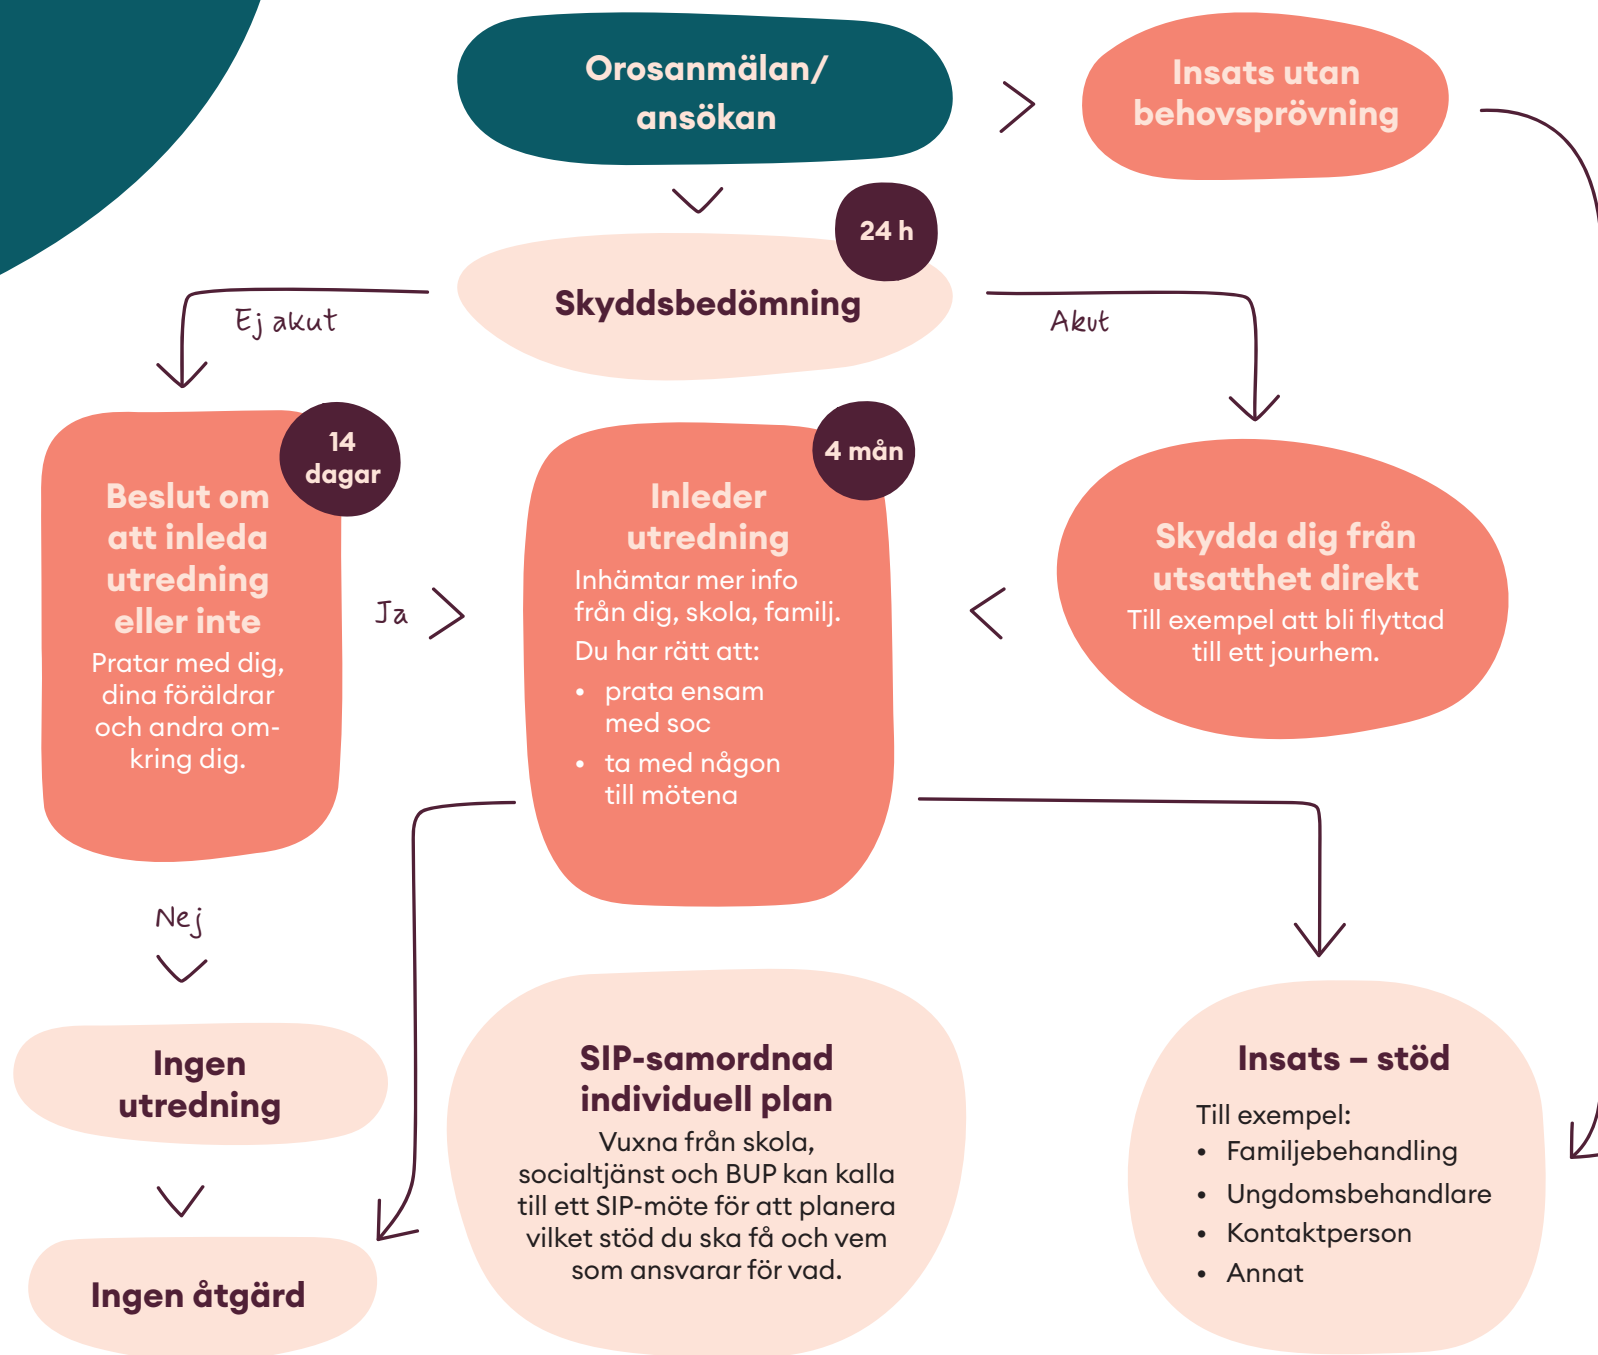 Orosanmälan/
ansökan
Insats utan
behovsprövning
24 h
Skyddsbedömning
Ej akut
Akut
14
dagar
Beslut om
att inleda
utredning
eller inte
Pratar med dig,
dina föräldrar
och andra om-
kring dig.
Ja
4 mån
Inleder
utredning
Inhämtar mer info
från dig, skola, familj.
Du har rätt att:
• prata ensam
med soc
• ta med någon
till mötena
Skydda dig från
utsatthet direkt
Till exempel att bli flyttad
till ett jourhem.
Nej
Ingen
utredning
Ingen åtgärd
SIP-samordnad
individuell plan
Vuxna från skola,
socialtjänst och BUP kan kalla
till ett SIP-möte för att planera
vilket stöd du ska få och vem
som ansvarar för vad.
Insats – stöd
Till exempel:
• Familjebehandling
• Ungdomsbehandlare
• Kontaktperson
• Annat